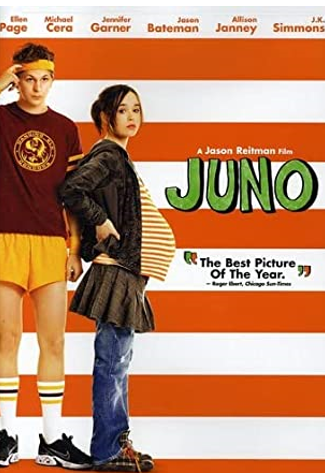 Ellen Page
Michael Cera
Jennifer Garner
Jason Bateman
Allison Janney
J.K. Simmons
A Jason Reitman Film
JUNO
"The Best Picture
Of The Year."
– Roger Ebert, Chicago Sun-Times